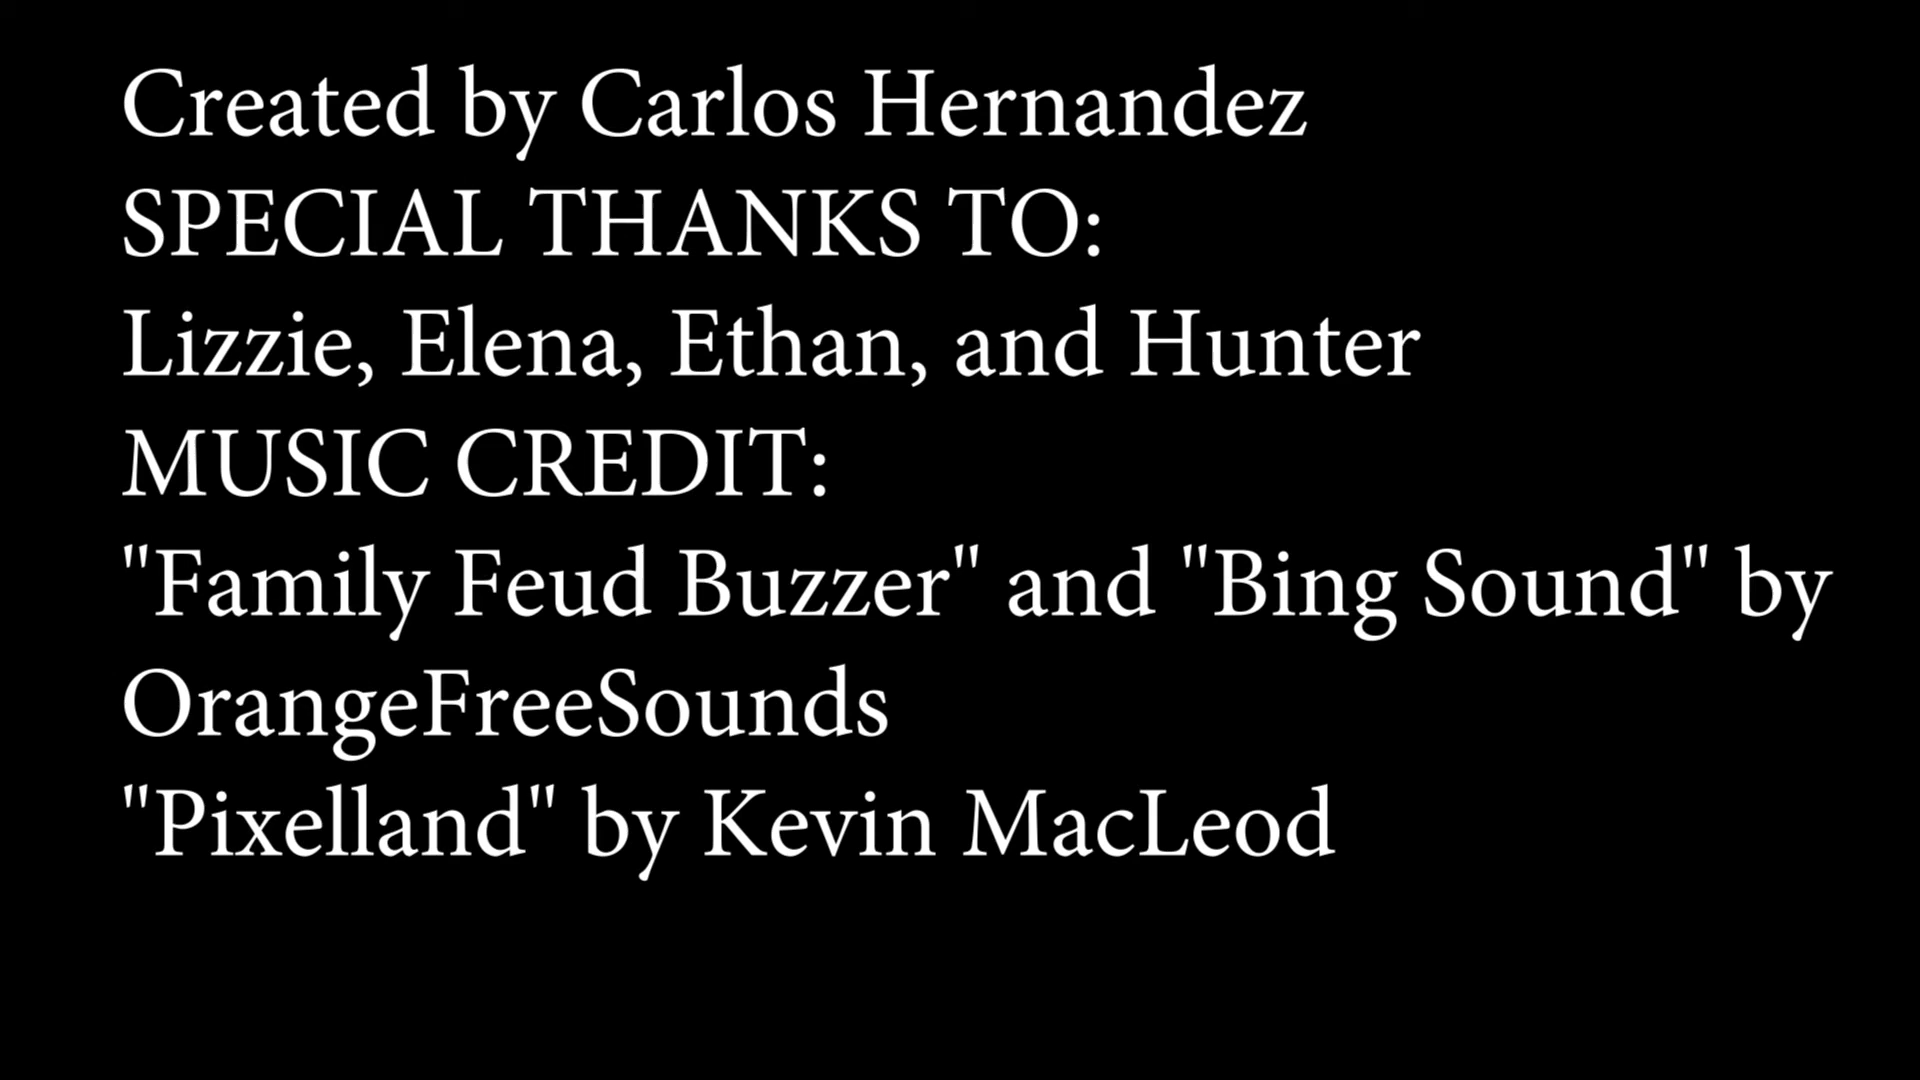 Created by Carlos Hernandez
SPECIAL THANKS TO:
Lizzie, Elena, Ethan, and Hunter
MUSIC CREDIT:
"Family Feud Buzzer" and "Bing Sound" by
OrangeFreeSounds
"Pixelland" by Kevin MacLeod